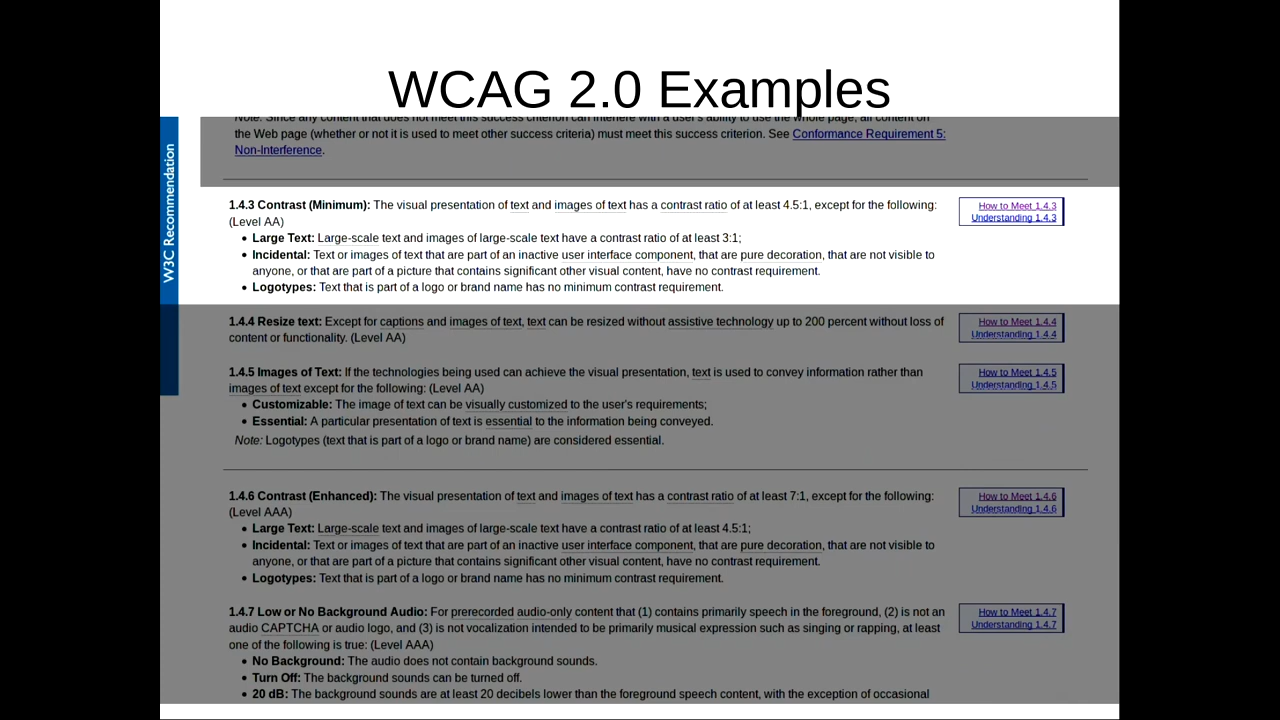 WCAG 2.0 Examples
W3C Recommendation
Note: Since any content that does not meet this success criterion can interfere with a user's ability to use the whole page, all content on
the Web page (whether or not it is used to meet other success criteria) must meet this success criterion. See Conformance Requirement 5:
Non-Interference.
1.4.3 Contrast (Minimum): The visual presentation of text and images of text has a contrast ratio of at least 4.5:1, except for the following:
(Level AA)
How to Meet 1.4.3
Understanding 1.4.3
• Large Text: Large-scale text and images of large-scale text have a contrast ratio of at least 3:1;
• Incidental: Text or images of text that are part of an inactive user interface component, that are pure decoration, that are not visible to
anyone, or that are part of a picture that contains significant other visual content, have no contrast requirement.
• Logotypes: Text that is part of a logo or brand name has no minimum contrast requirement.
1.4.4 Resize text: Except for captions and images of text, text can be resized without assistive technology up to 200 percent without loss of
content or functionality. (Level AA)
How to Meet 1.4.4
Understanding 1.4.4
1.4.5 Images of Text: If the technologies being used can achieve the visual presentation, text is used to convey information rather than
images of text except for the following: (Level AA)
How to Meet 1.4.5
Understanding 1.4.5
• Customizable: The image of text can be visually customized to the user's requirements;
• Essential: A particular presentation of text is essential to the information being conveyed.
Note: Logotypes (text that is part of a logo or brand name) are considered essential.
1.4.6 Contrast (Enhanced): The visual presentation of text and images of text has a contrast ratio of at least 7:1, except for the following:
(Level AAA)
How to Meet 1.4.6
Understanding 1.4.6
• Large Text: Large-scale text and images of large-scale text have a contrast ratio of at least 4.5:1;
• Incidental: Text or images of text that are part of an inactive user interface component, that are pure decoration, that are not visible to
anyone, or that are part of a picture that contains significant other visual content, have no contrast requirement.
• Logotypes: Text that is part of a logo or brand name has no minimum contrast requirement.
1.4.7 Low or No Background Audio: For prerecorded audio-only content that (1) contains primarily speech in the foreground, (2) is not an
audio CAPTCHA or audio logo, and (3) is not vocalization intended to be primarily musical expression such as singing or rapping, at least
one of the following is true: (Level AAA)
How to Meet 1.4.7
Understanding 1.4.7
• No Background: The audio does not contain background sounds.
• Turn Off: The background sounds can be turned off.
• 20 dB: The background sounds are at least 20 decibels lower than the foreground speech content, with the exception of occasional